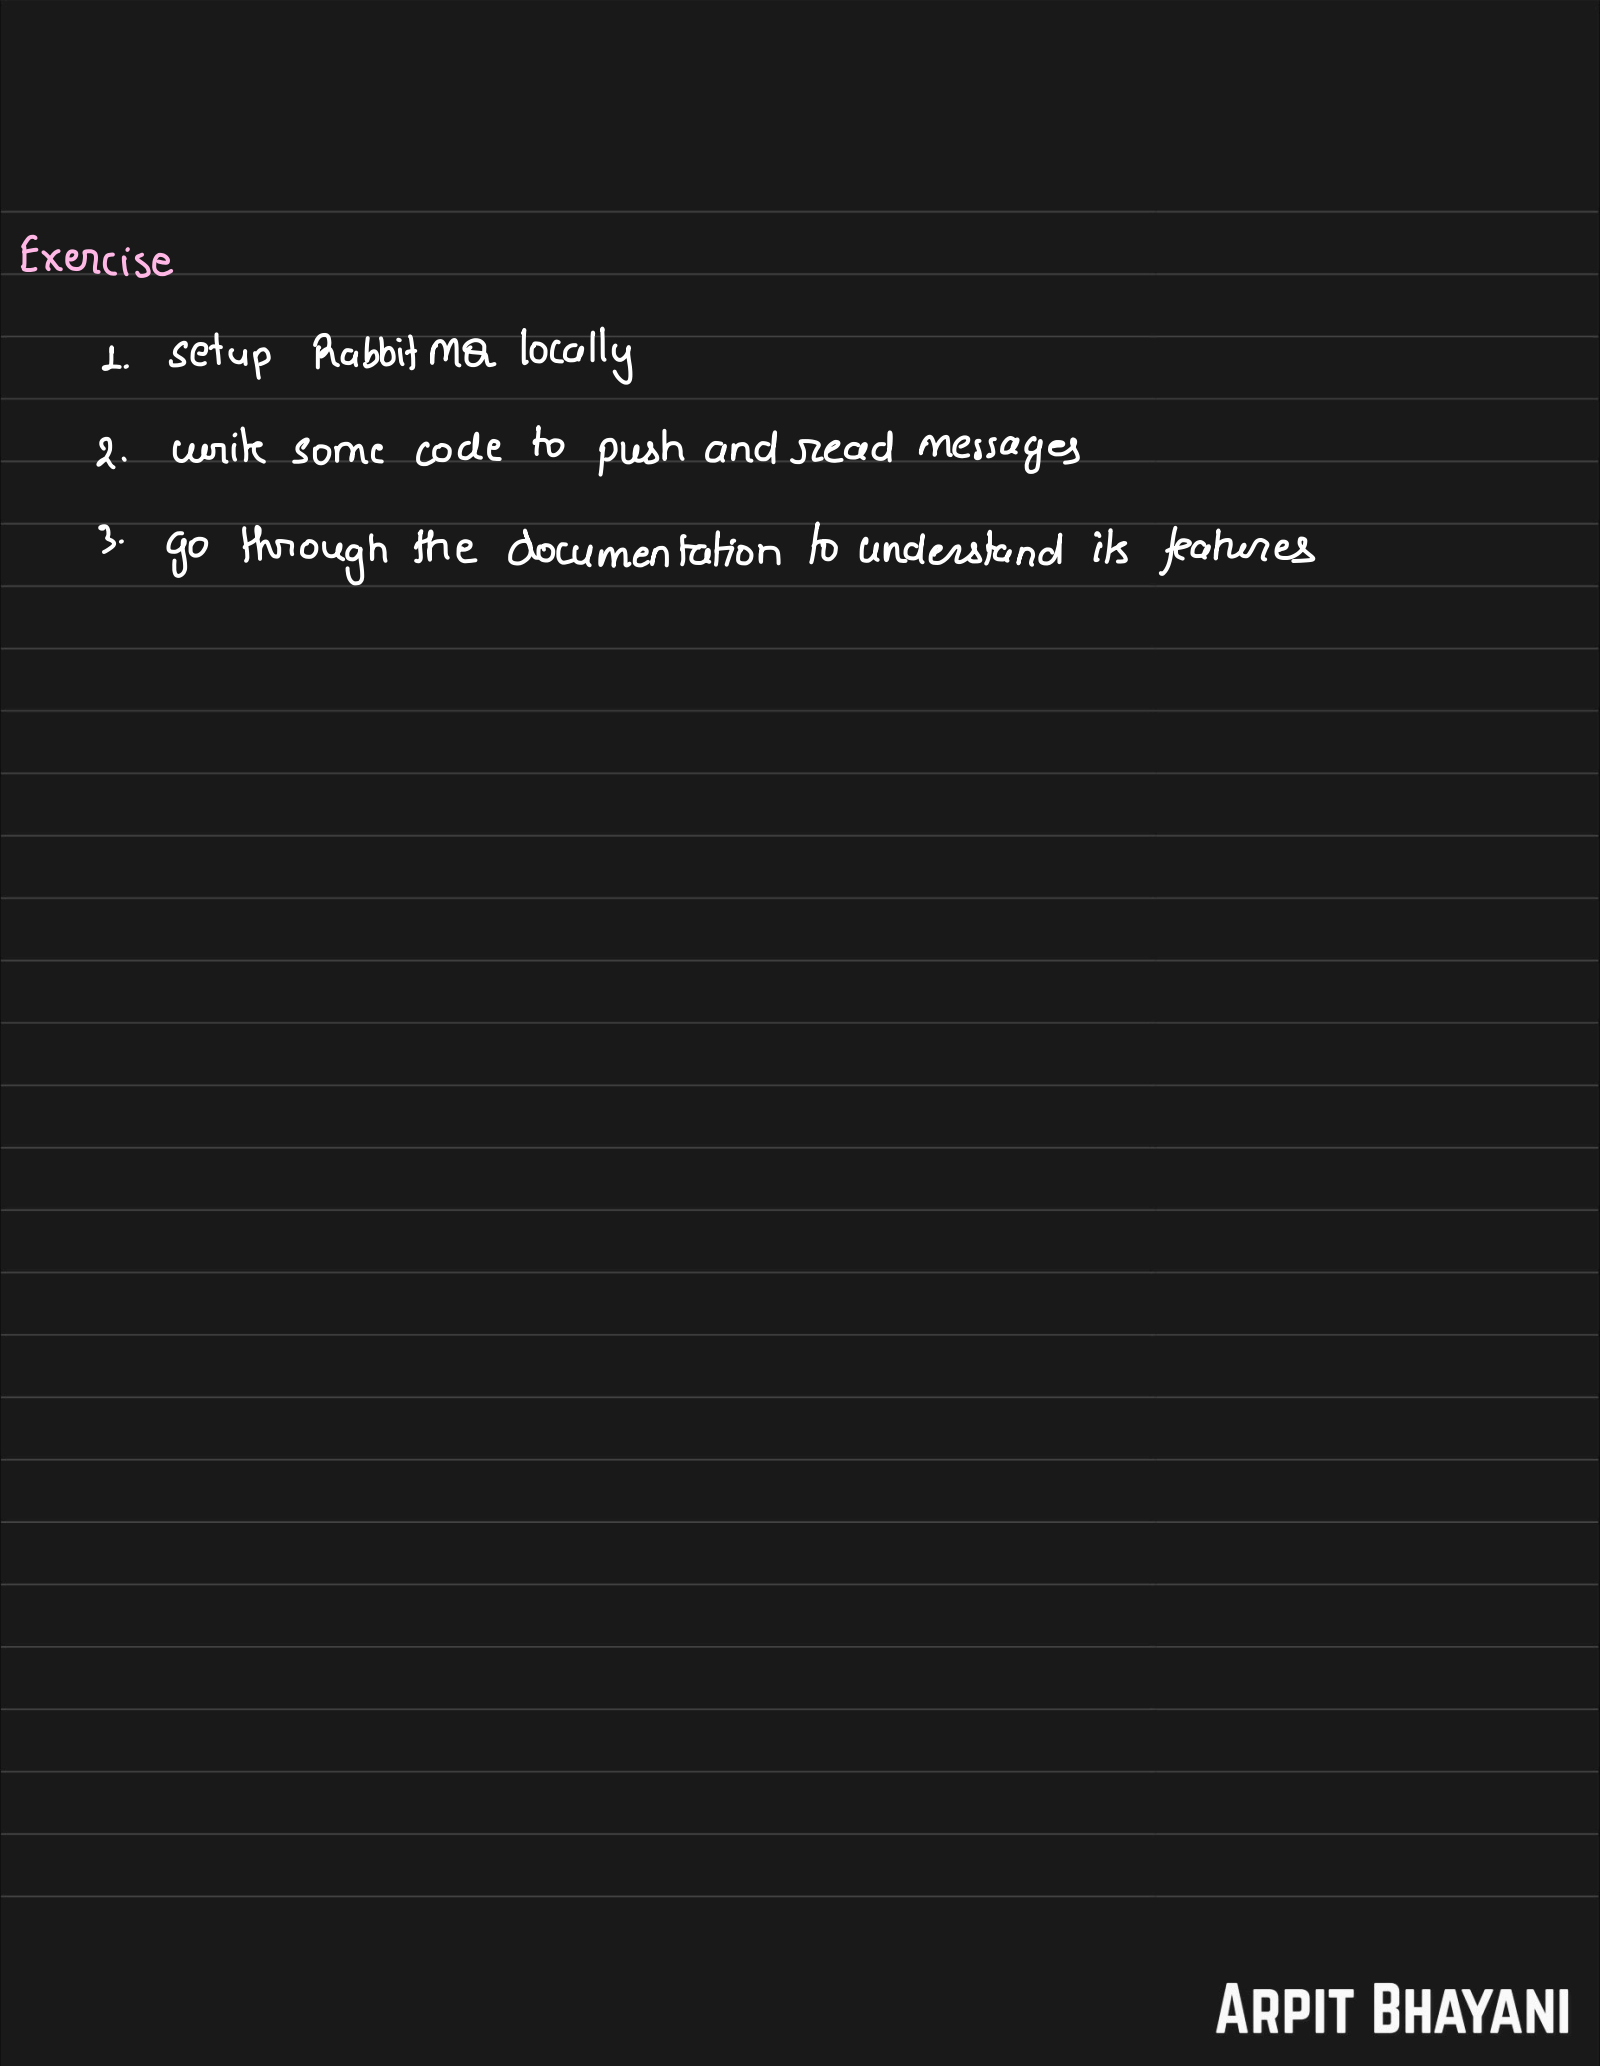 Exercise
1. setup RabbitMQ locally
2. write some code to push and read messages
3. go through the documentation to understand its features
ARPIT BHAYANI